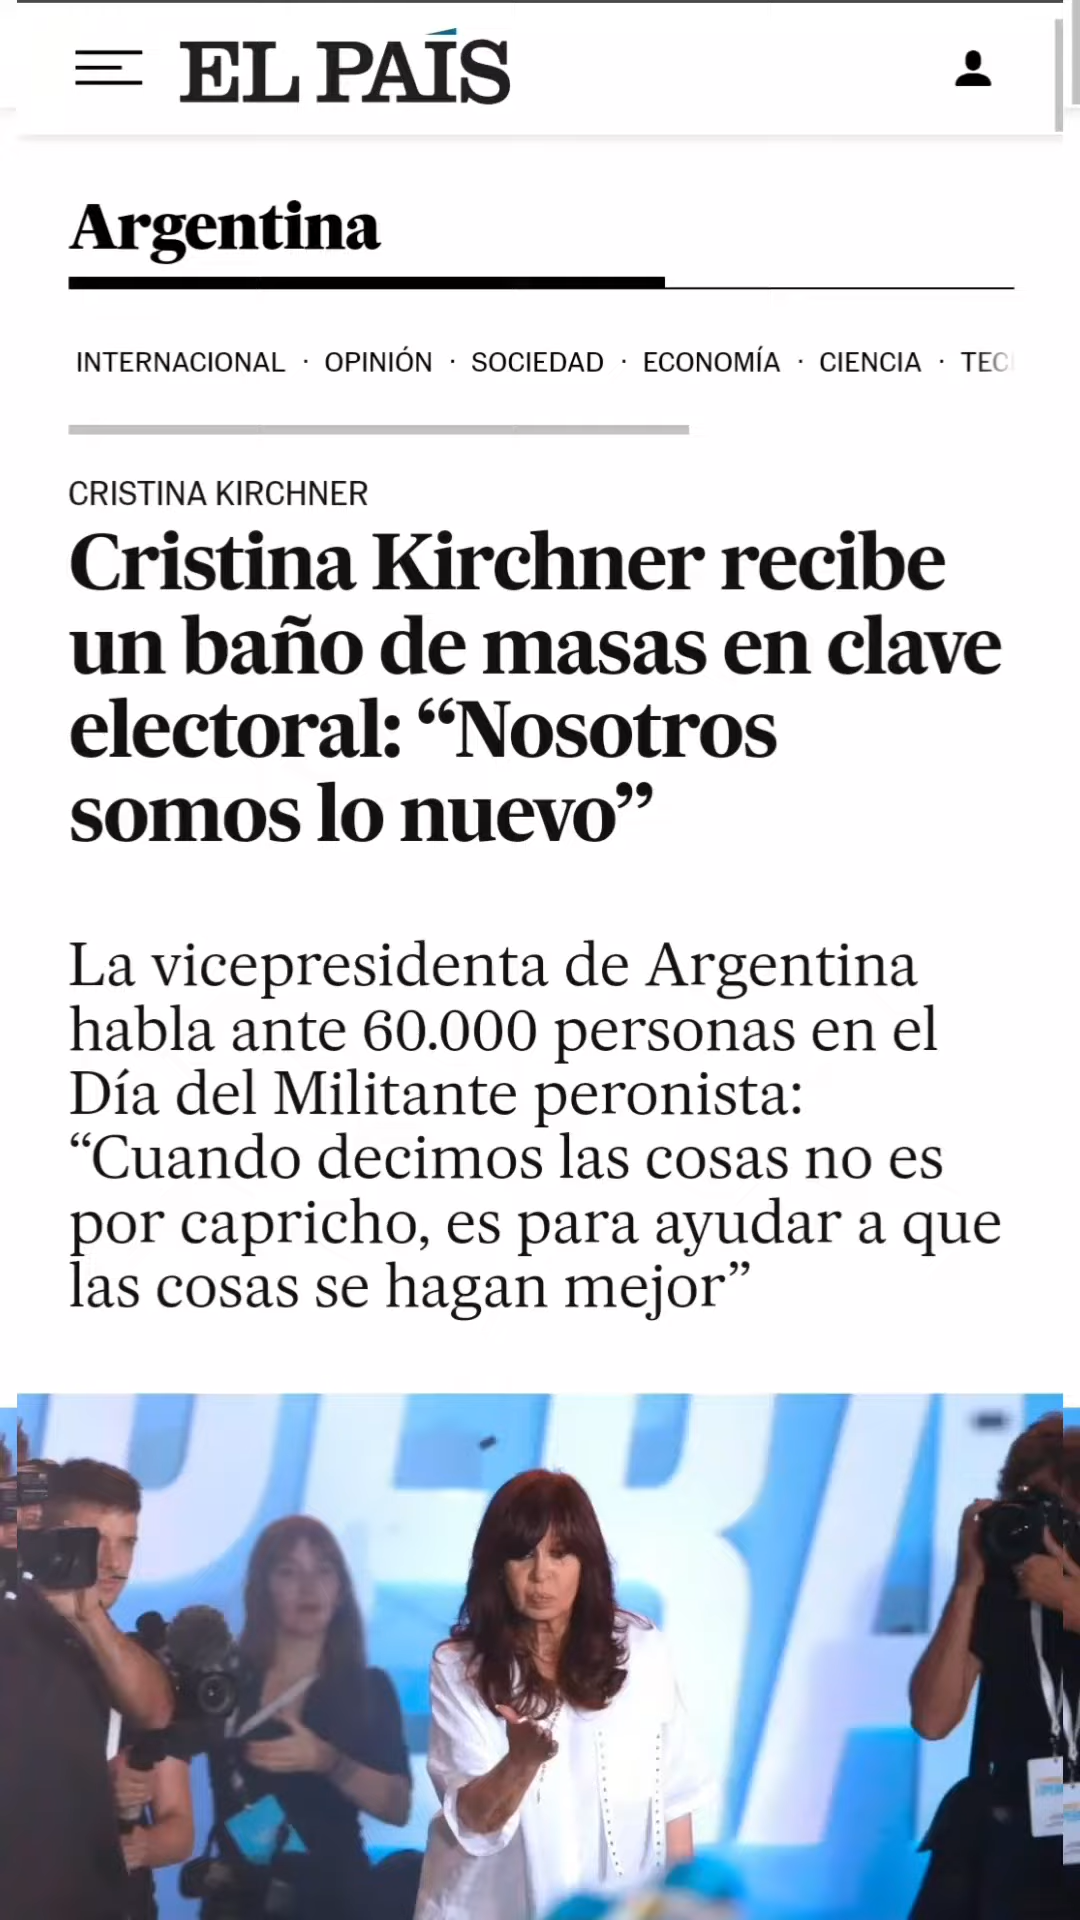 EL PAÍS
Argentina
INTERNACIONAL · OPINIÓN · SOCIEDAD · ECONOMÍA · CIENCIA ·
CRISTINA KIRCHNER
Cristina Kirchner recibe
un baño de masas en clave
electoral: “Nosotros
somos lo nuevo”
La vicepresidenta de Argentina
habla ante 60.000 personas en el
Día del Militante peronista:
“Cuando decimos las cosas no es
por capricho, es para ayudar a que
las cosas se hagan mejor”